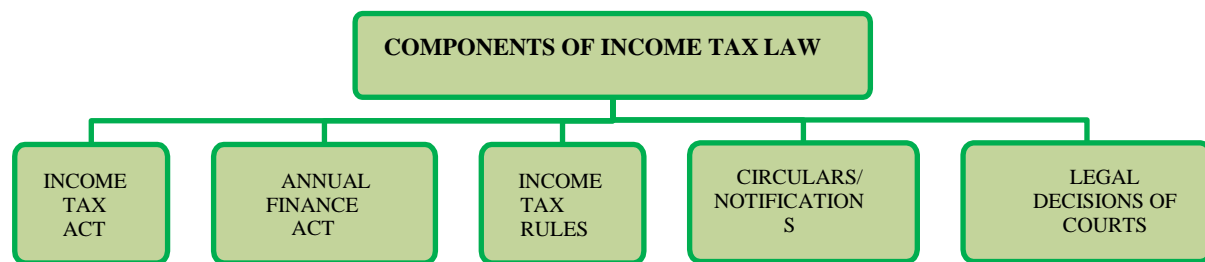 COMPONENTS OF INCOME TAX LAW
INCOME
TAX
ACT
ANNUAL
FINANCE
ACT
INCOME
TAX
RULES
CIRCULARS/
NOTIFICATION
S
LEGAL
DECISIONS OF
COURTS